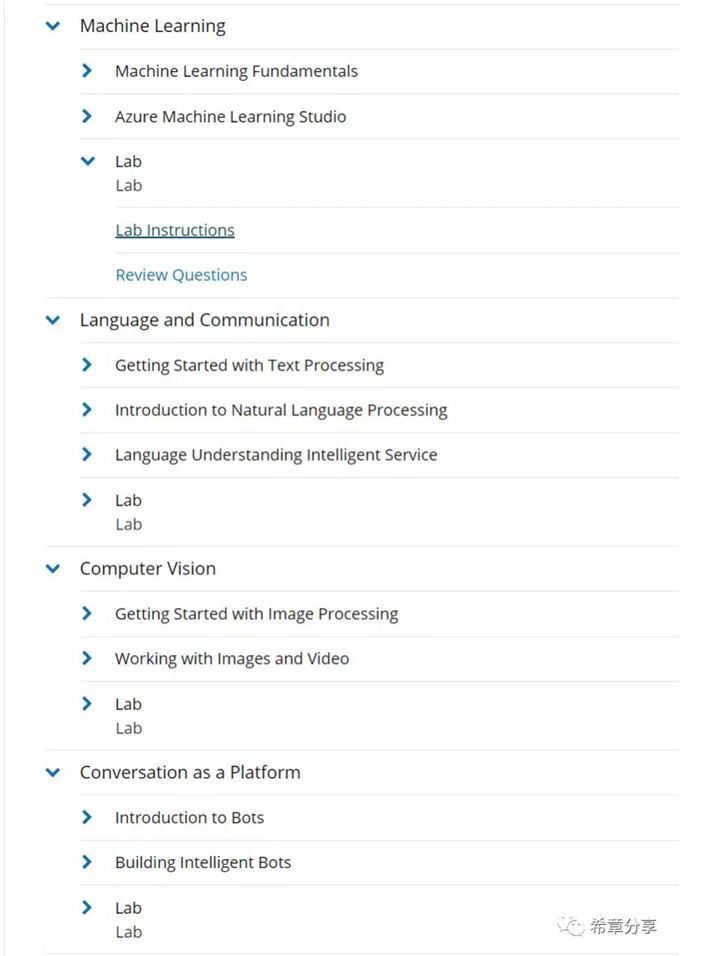 Machine Learning
Machine Learning Fundamentals
Azure Machine Learning Studio
Lab
Lab
Lab Instructions
Review Questions
Language and Communication
Getting Started with Text Processing
Introduction to Natural Language Processing
Language Understanding Intelligent Service
Lab
Lab
Computer Vision
Getting Started with Image Processing
Working with Images and Video
Lab
Lab
Conversation as a Platform
Introduction to Bots
Building Intelligent Bots
Lab
Lab
希章分享